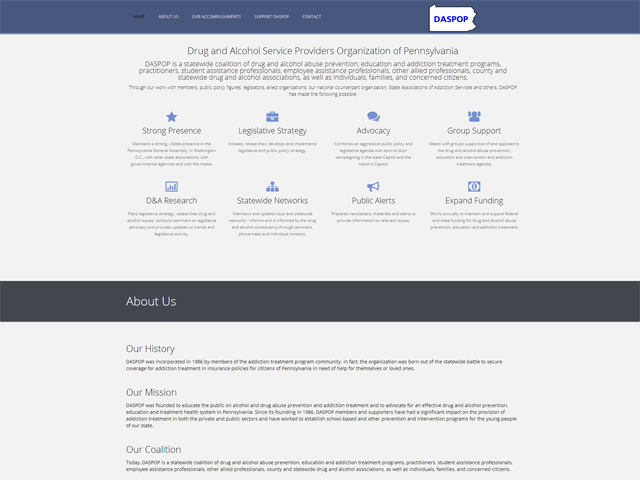 HOME ABOUT US OUR ACCOMPLISHMENTS SUPPORT DASPOP CONTACT DASPOP
Drug and Alcohol Service Providers Organization of Pennsylvania
DASPOP is a statewide coalition of drug and alcohol abuse prevention, education and addiction treatment programs,
practitioners, student assistance professionals, employee assistance professionals, other allied professionals, county and
statewide drug and alcohol associations, as well as individuals, families, and concerned citizens.
Through our work with members, public policy figures, legislators, allied organizations, our national counterpart organization, State Associations of Addiction Services and others, DASPOP
has made the following possible:
Strong Presence
Maintains a strong, visible presence in the
Pennsylvania General Assembly, in Washington
D.C., with other state associations, with
governmental agencies and with the media.
Legislative Strategy
Initiates, researches, develops and implements
legislative and public policy strategy.
Advocacy
Combines an aggressive public policy and
legislative agenda with door-to-door
campaigning in the state Capitol and the
nation's Capitol.
Group Support
Meets with groups supportive of and opposed to
the drug and alcohol abuse prevention,
education and intervention and addiction
treatment agenda.
D&A Research
Plans legislative strategy, researches drug and
alcohol issues, conducts seminars on legislative
advocacy and provides updates on trends and
legislative activity.
Statewide Networks
Maintains and updates local and statewide
networks - informs and is informed by the drug
and alcohol constituency through seminars,
phone trees and individual contacts.
Public Alerts
Prepares newsletters, materials and alerts to
provide information on relevant issues.
Expand Funding
Works annually to maintain and expand federal
and state funding for drug and alcohol abuse
prevention, education and addiction treatment.
About Us
Our History
DASPOP was incorporated in 1986 by members of the addiction treatment program community. In fact, the organization was born out of the statewide battle to secure
coverage for addiction treatment in insurance policies for citizens of Pennsylvania in need of help for themselves or loved ones.
Our Mission
DASPOP was founded to educate the public on alcohol and drug abuse prevention and addiction treatment and to advocate for an effective drug and alcohol prevention,
education and treatment health system in Pennsylvania. Since its founding in 1986, DASPOP members and supporters have had a significant impact on the provision of
addiction treatment in both the private and public sectors and have worked to establish school-based and other prevention and intervention programs for the young people
of our state.
Our Coalition
Today, DASPOP is a statewide coalition of drug and alcohol abuse prevention, education and addiction treatment programs, practitioners, student assistance professionals
employee assistance professionals, other allied professionals, county and statewide drug and alcohol associations, as well as individuals, families, and concerned citizens.